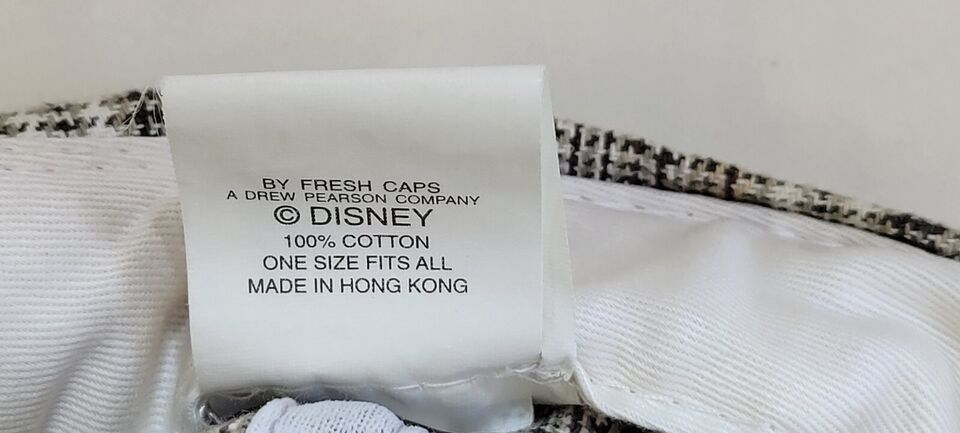 BY FRESH CAPS
A DREW PEARSON COMPANY
© DISNEY
100% COTTON
ONE SIZE FITS ALL
MADE IN HONG KONG